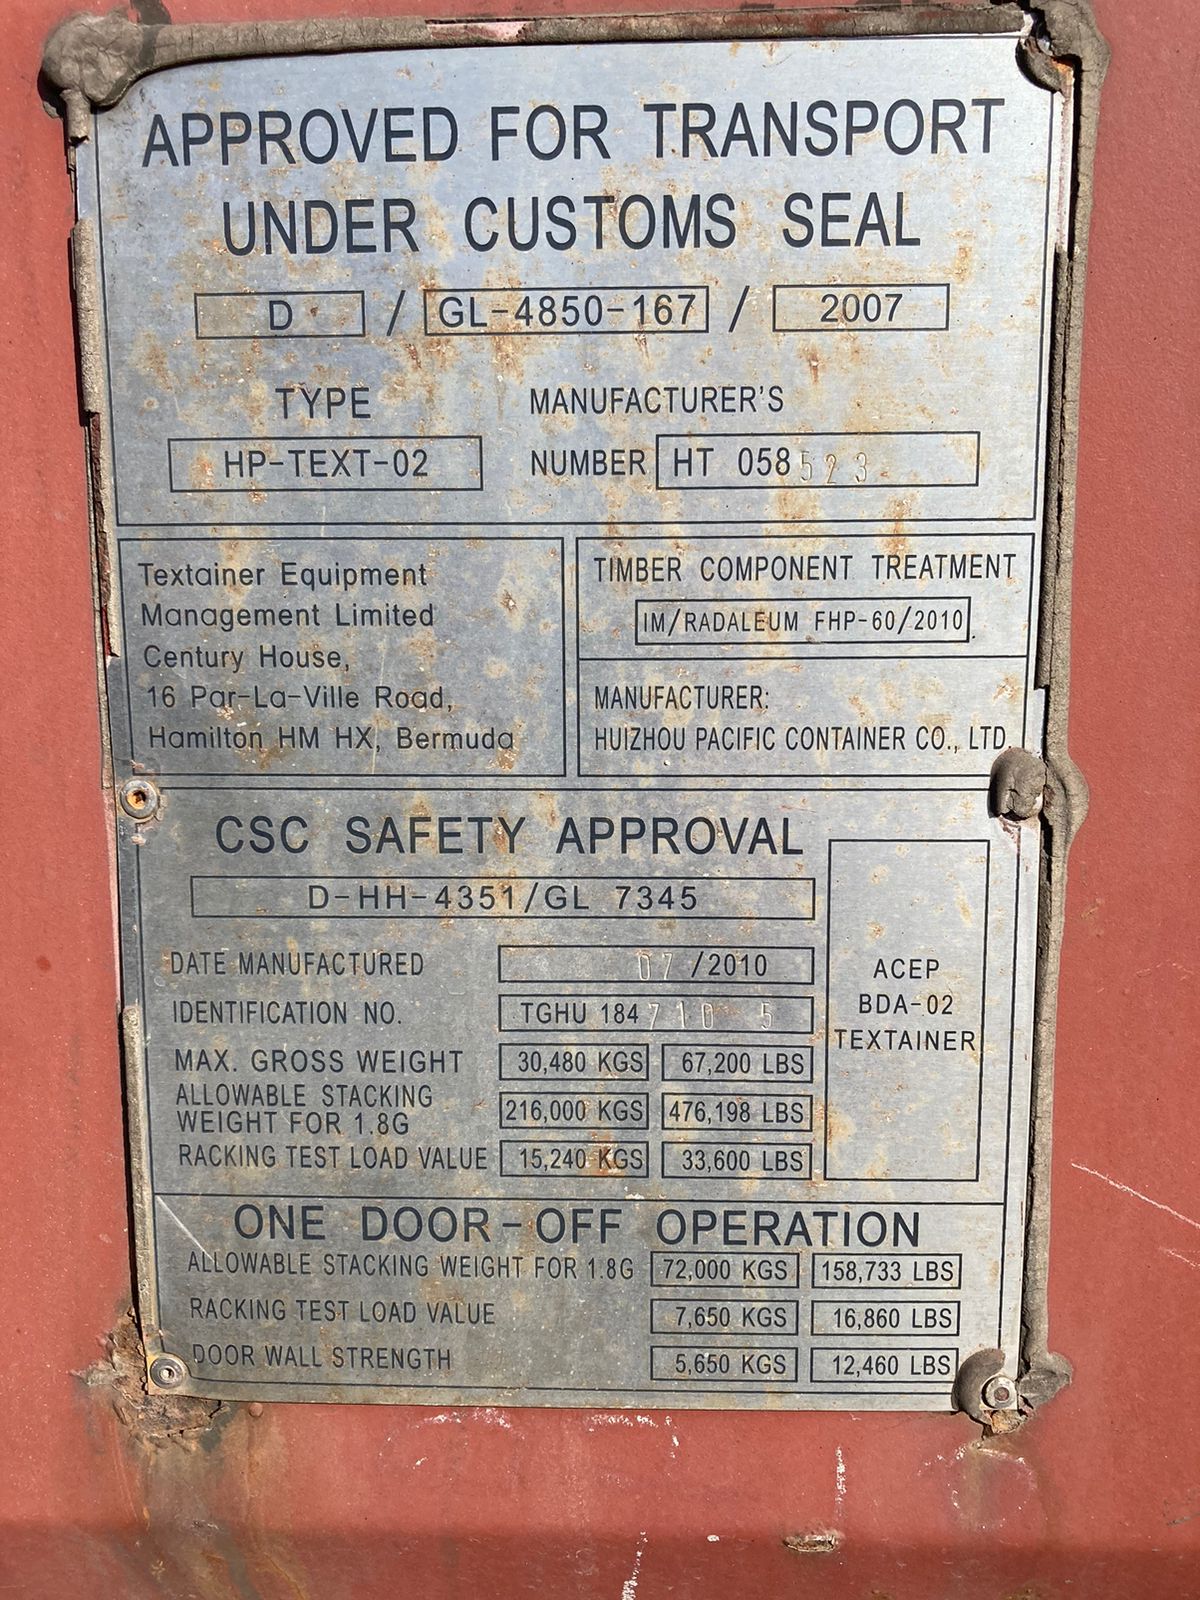 APPROVED FOR TRANSPORT
UNDER CUSTOMS SEAL
D / GL-4850-167 / 2007
TYPE
HP-TEXT-02
MANUFACTURER'S
NUMBER HT 058523
Textainer Equipment
Management Limited
Century House,
16 Par-La-Ville Road,
Hamilton HM HX, Bermuda
TIMBER COMPONENT TREATMENT
IM/RADALEUM FHP-60/2010
MANUFACTURER:
HUIZHOU PACIFIC CONTAINER CO., LTD.
CSC SAFETY APPROVAL
D-HH-4351/GL 7345
DATE MANUFACTURED 07/2010
IDENTIFICATION NO. TGHU 184710 5
MAX. GROSS WEIGHT 30,480 KGS 67,200 LBS
ALLOWABLE STACKING
WEIGHT FOR 1.8G 216,000 KGS 476,198 LBS
RACKING TEST LOAD VALUE 15,240 KGS 33,600 LBS
ACEP
BDA-02
TEXTAINER
ONE DOOR-OFF OPERATION
ALLOWABLE STACKING WEIGHT FOR 1.8G 72,000 KGS 158,733 LBS
RACKING TEST LOAD VALUE 7,650 KGS 16,860 LBS
DOOR WALL STRENGTH 5,650 KGS 12,460 LBS